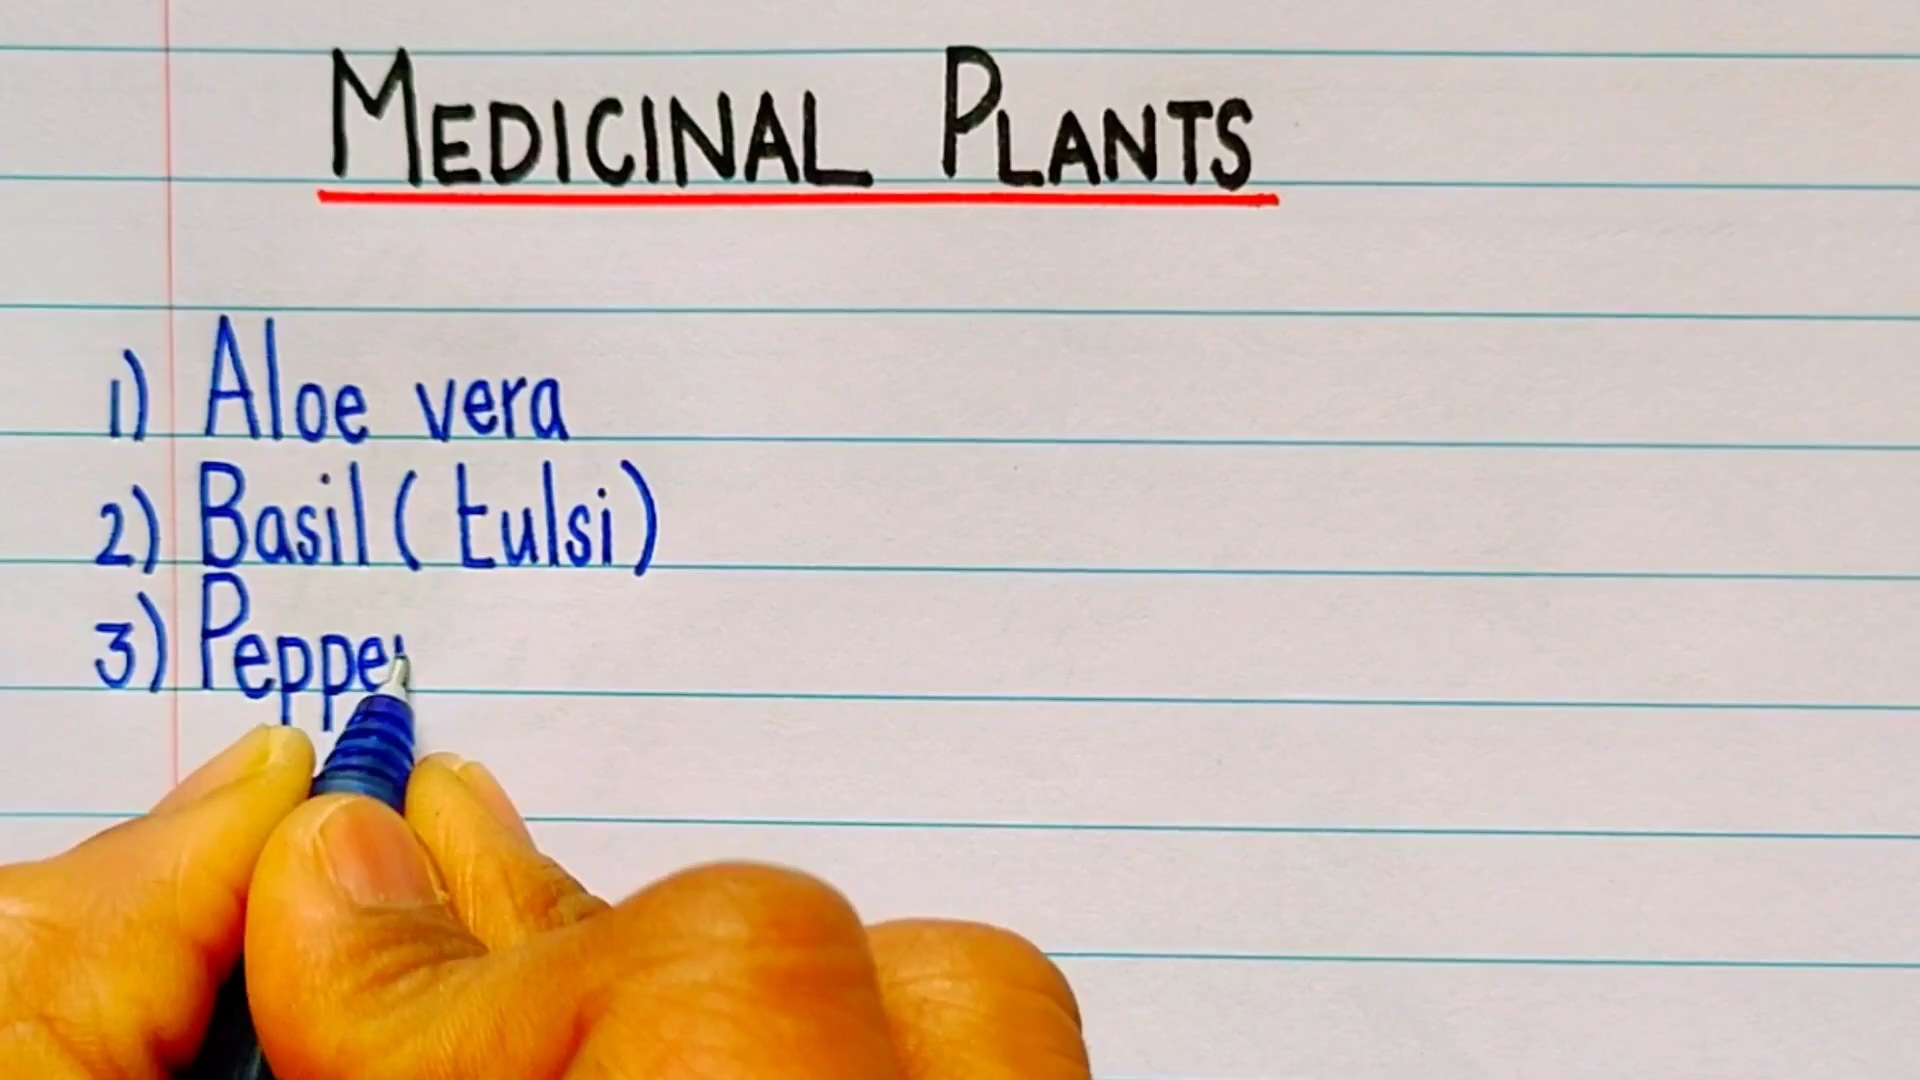 MEDICINAL PLANTS
1) Aloe vera
2) Basil ( tulsi )
3) Peppe